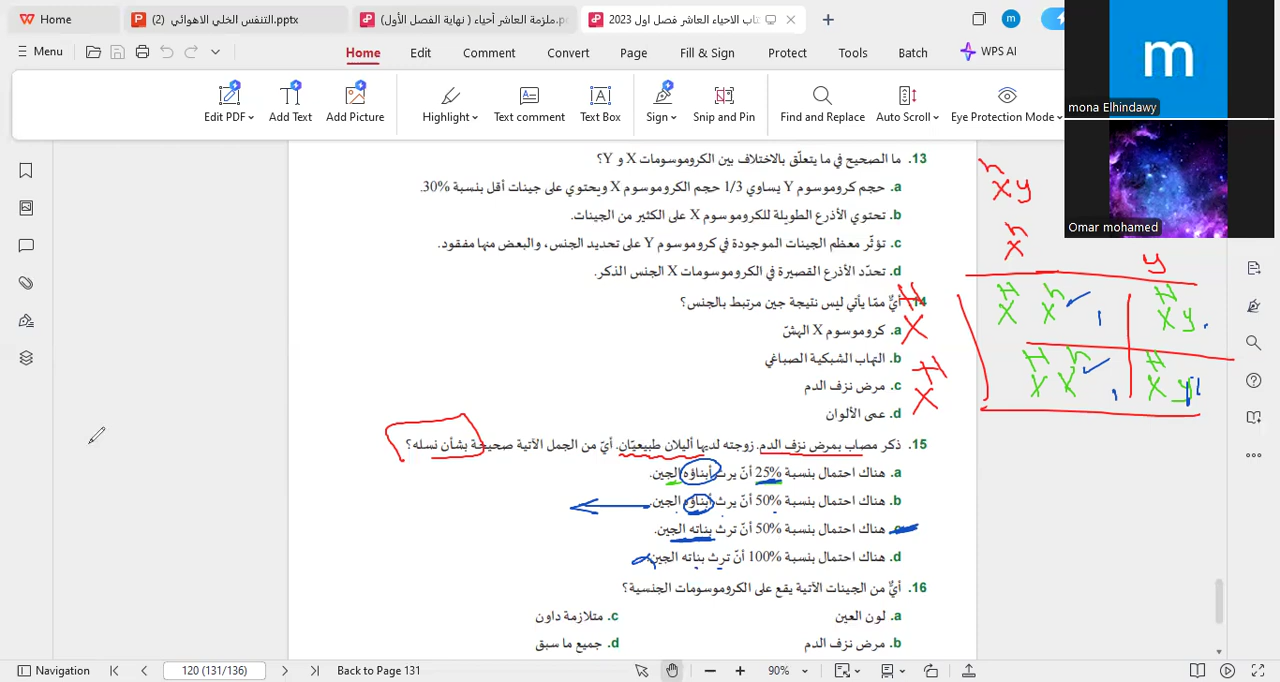 Home
التنفس الخلي الاهوائي (2).pptx
ملزمة العاشر أحياء ( نهاية الفصل الأول).p
اب الاحياء العاشر فصل اول 2023
m
Menu
Home Edit Comment Convert Page Fill & Sign Protect Tools Batch WPS AI
Edit PDF Add Text Add Picture Highlight Text comment Text Box Sign Snip and Pin Find and Replace Auto Scroll Eye Protection Mode
m
mona Elhindawy
Omar mohamed
13. ما الصحيح في ما يتعلّق بالاختلاف بين الكروموسومات X و Y؟
a. حجم كروموسوم Y يساوي 1/3 حجم الكروموسوم X ويحتوي على جينات أقل بنسبة 30%.
b. تحتوي الأذرع الطويلة للكروموسوم X على الكثير من الجينات.
c. تؤثّر معظم الجينات الموجودة في كروموسوم Y على تحديد الجنس، والبعض منها مفقود.
d. تحدّد الأذرع القصيرة في الكروموسومات X الجنس الذكر.
14. أيٌّ ممّا يأتي ليس نتيجة جين مرتبط بالجنس؟
a. كروموسوم X الهشّ
b. التهاب الشبكية الصباغي
c. مرض نزف الدم
d. عمى الألوان
15. ذكر مصاب بمرض نزف الدم. زوجته لديها أليلان طبيعيّان. أيّ من الجمل الآتية صحيحة بشأن نسله؟
a. هناك احتمال بنسبة 25% أنّ يرث أبناؤه الجين.
b. هناك احتمال بنسبة 50% أنّ يرث أبناؤه الجين.
c. هناك احتمال بنسبة 50% أنّ ترث بناته الجين.
d. هناك احتمال بنسبة 100% أنّ ترث بناته الجين.
16. أيٌّ من الجينات الآتية يقع على الكروموسومات الجنسية؟
a. لون العين
c. متلازمة داون
b. مرض نزف الدم
d. جميع ما سبق
h
X y
h
X
y
H
X
H
X
H h
X X
H
X y
H h
X X
H
X y
Navigation 120 (131/136) Back to Page 131 90%